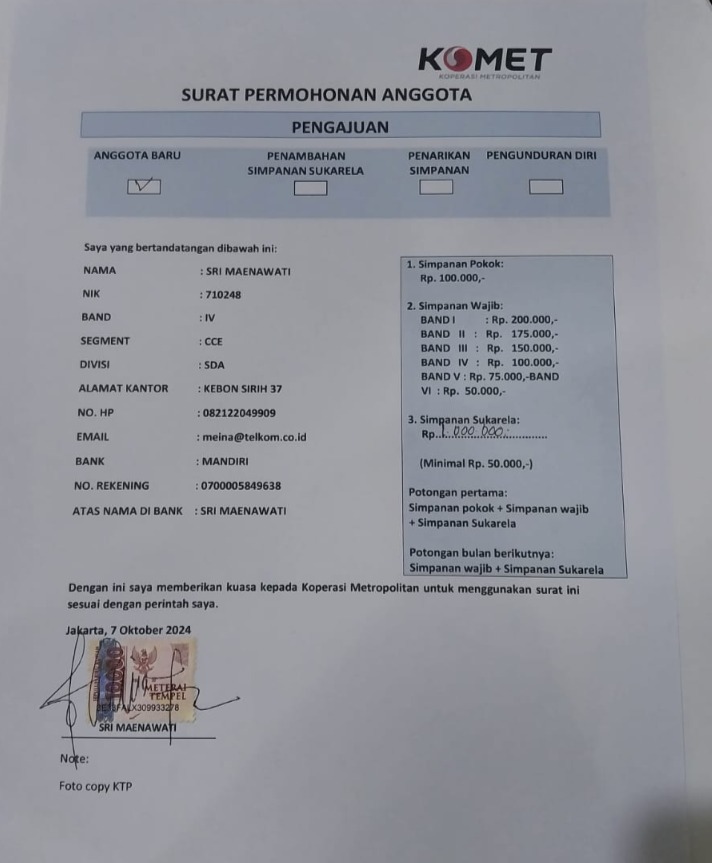 KOMET
KOPERASI METROPOLITAN
SURAT PERMOHONAN ANGGOTA
PENGAJUAN
ANGGOTA BARU
PENAMBAHAN
SIMPANAN SUKARELA
PENARIKAN
SIMPANAN
PENGUNDURAN DIRI
Saya yang bertandatangan dibawah ini:
NAMA : SRI MAENAWATI
NIK : 710248
BAND : IV
SEGMENT : CCE
DIVISI : SDA
ALAMAT KANTOR : KEBON SIRIH 37
NO. HP : 082122049909
EMAIL : meina@telkom.co.id
BANK : MANDIRI
NO. REKENING : 0700005849638
ATAS NAMA DI BANK : SRI MAENAWATI
1. Simpanan Pokok:
Rp. 100.000,-
2. Simpanan Wajib:
BAND I : Rp. 200.000,-
BAND II : Rp. 175.000,-
BAND III : Rp. 150.000,-
BAND IV : Rp. 100.000,-
BAND V : Rp. 75.000,-BAND
VI : Rp. 50.000,-
3. Simpanan Sukarela:
Rp. 1.000.000,-
(Minimal Rp. 50.000,-)
Potongan pertama:
Simpanan pokok + Simpanan wajib
+ Simpanan Sukarela
Potongan bulan berikutnya:
Simpanan wajib + Simpanan Sukarela
Dengan ini saya memberikan kuasa kepada Koperasi Metropolitan untuk menggunakan surat ini
sesuai dengan perintah saya.
Jakarta, 7 Oktober 2024
10000
METERAI
TEMPEL
SRI MAENAWATI
Note:
Foto copy KTP